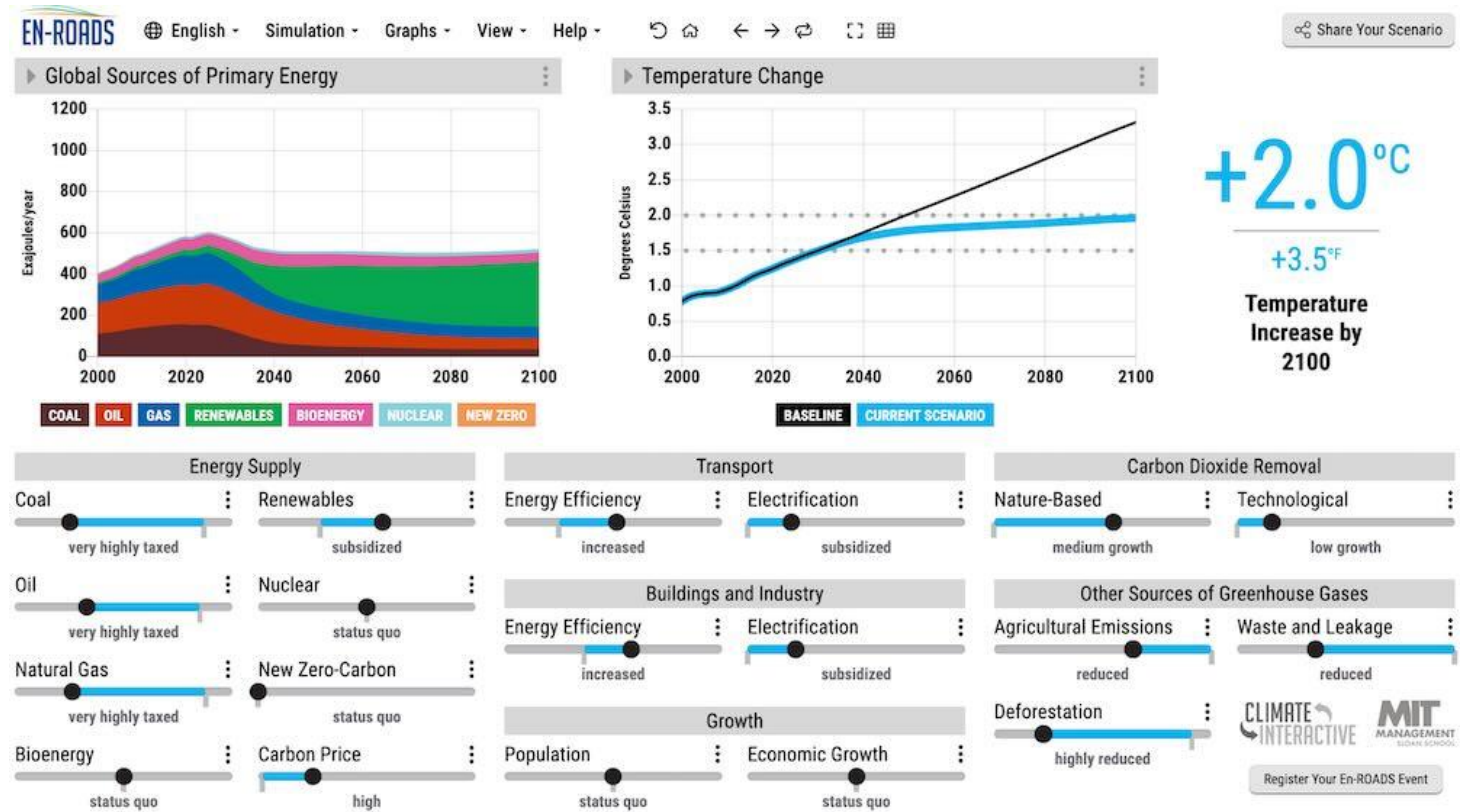 EN-ROADS
English
Simulation
Graphs
View
Help
Share Your Scenario
Global Sources of Primary Energy
1200
1000
800
600
400
200
0
Exajoules/year
2000 2020 2040 2060 2080 2100
COAL OIL GAS RENEWABLES BIOENERGY NUCLEAR NEW ZERO
Temperature Change
3.5
3.0
2.5
2.0
1.5
1.0
0.5
0.0
Degrees Celsius
2000 2020 2040 2060 2080 2100
BASELINE CURRENT SCENARIO
+2.0°C
+3.5°F
Temperature
Increase by
2100
Energy Supply
Coal
very highly taxed
Renewables
subsidized
Oil
very highly taxed
Nuclear
status quo
Natural Gas
very highly taxed
New Zero-Carbon
status quo
Bioenergy
status quo
Carbon Price
high
Transport
Energy Efficiency
increased
Electrification
subsidized
Buildings and Industry
Energy Efficiency
increased
Electrification
subsidized
Growth
Population
status quo
Economic Growth
status quo
Carbon Dioxide Removal
Nature-Based
medium growth
Technological
low growth
Other Sources of Greenhouse Gases
Agricultural Emissions
reduced
Waste and Leakage
reduced
Deforestation
highly reduced
CLIMATE
INTERACTIVE
MIT
MANAGEMENT
SLOAN SCHOOL
Register Your En-ROADS Event